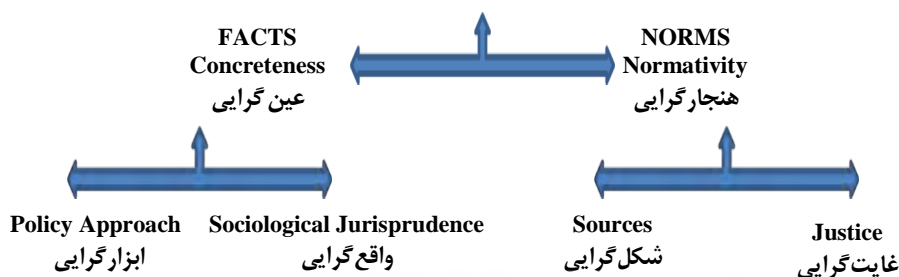 FACTS
Concreteness
عین گرایی
NORMS
Normativity
هنجارگرایی
Policy Approach
ابزارگرایی
Sociological Jurisprudence
واقع‌گرایی
Sources
شکل‌گرایی
Justice
غایت‌گرایی